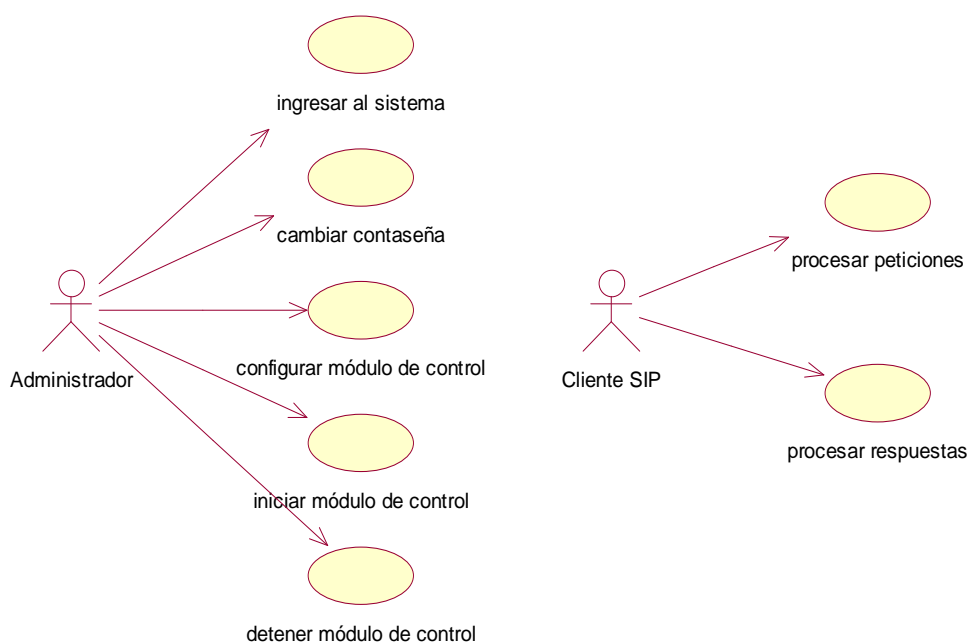 ingresar al sistema
cambiar contaseña
configurar módulo de control
Administrador
iniciar módulo de control
detener módulo de control
procesar peticiones
Cliente SIP
procesar respuestas